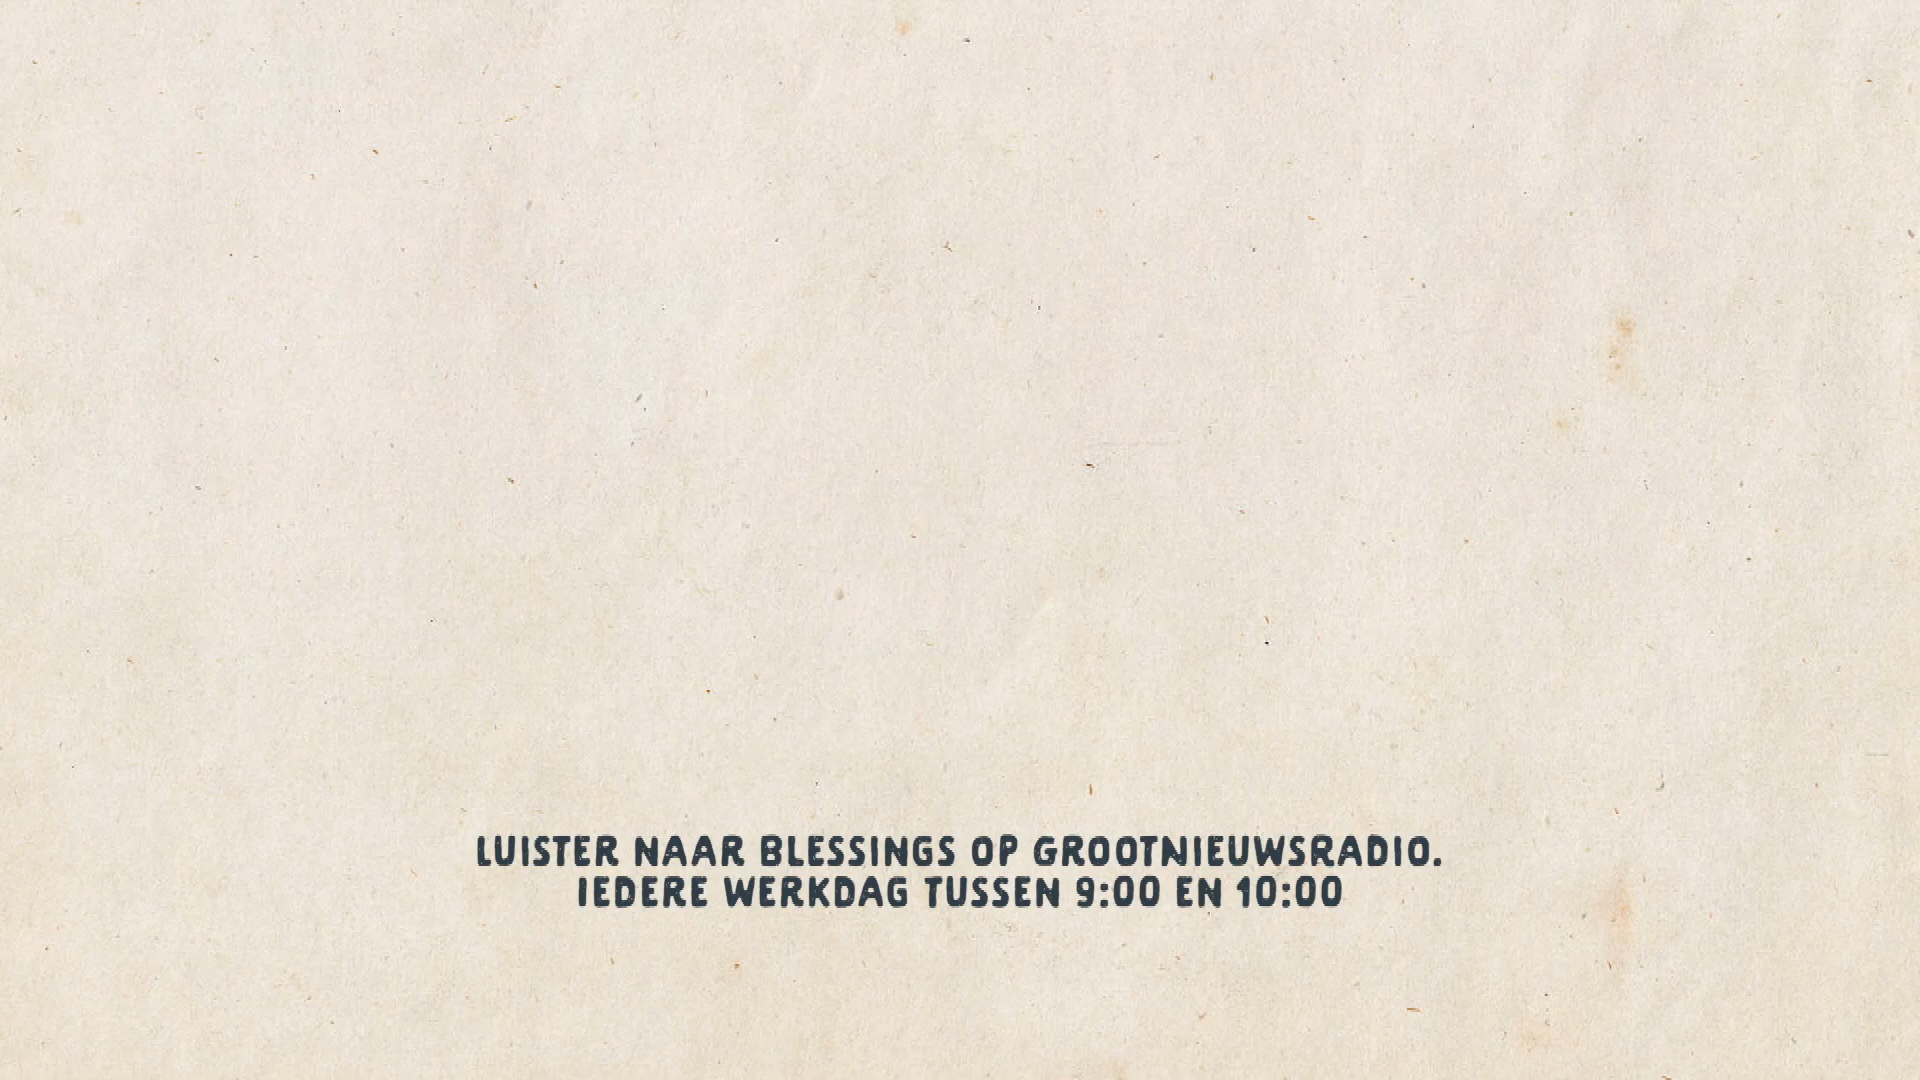 LUISTER NAAR BLESSINGS OP GROOTNIEUWSRADIO.
IEDERE WERKDAG TUSSEN 9:00 EN 10:00